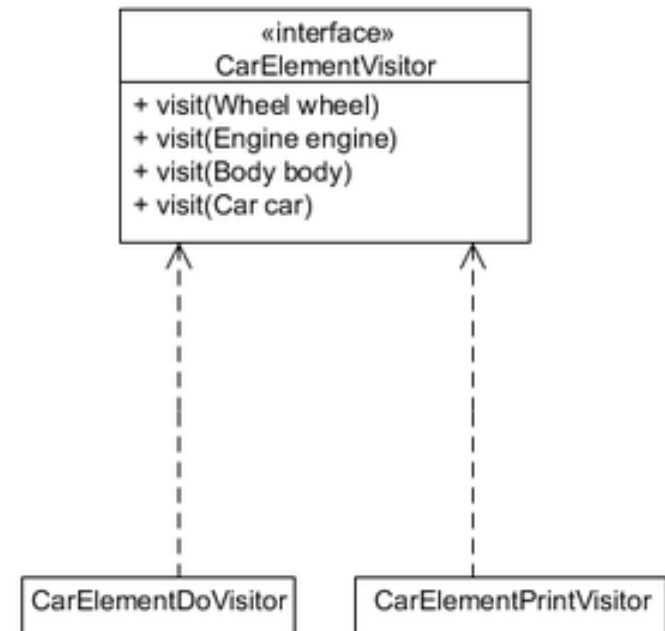 «interface»
CarElementVisitor
+ visit(Wheel wheel)
+ visit(Engine engine)
+ visit(Body body)
+ visit(Car car)
CarElementDoVisitor
CarElementPrintVisitor